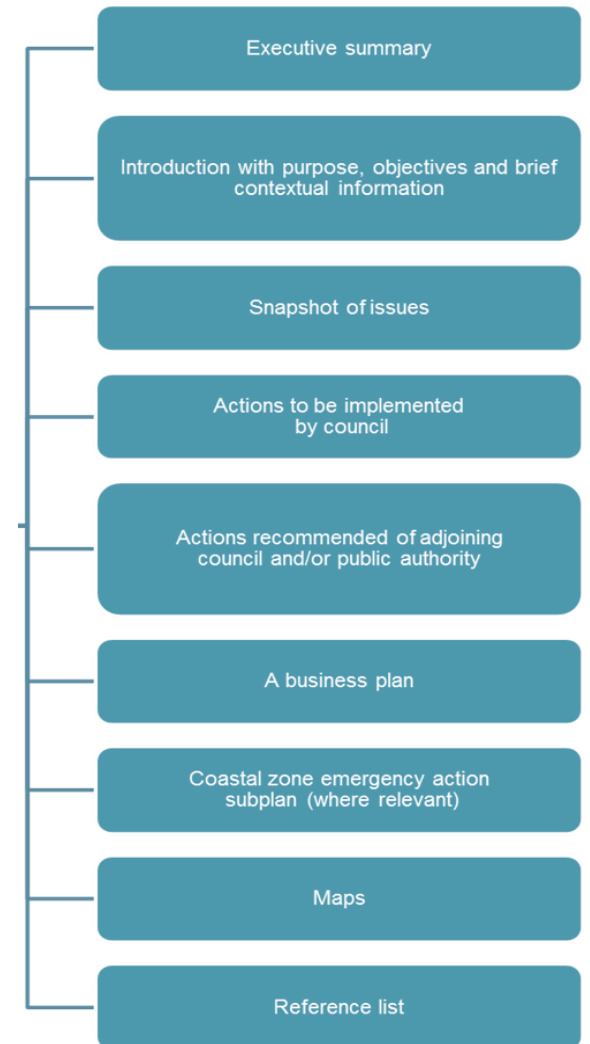 Executive summary
Introduction with purpose, objectives and brief
contextual information
Snapshot of issues
Actions to be implemented
by council
Actions recommended of adjoining
council and/or public authority
A business plan
Coastal zone emergency action
subplan (where relevant)
Maps
Reference list